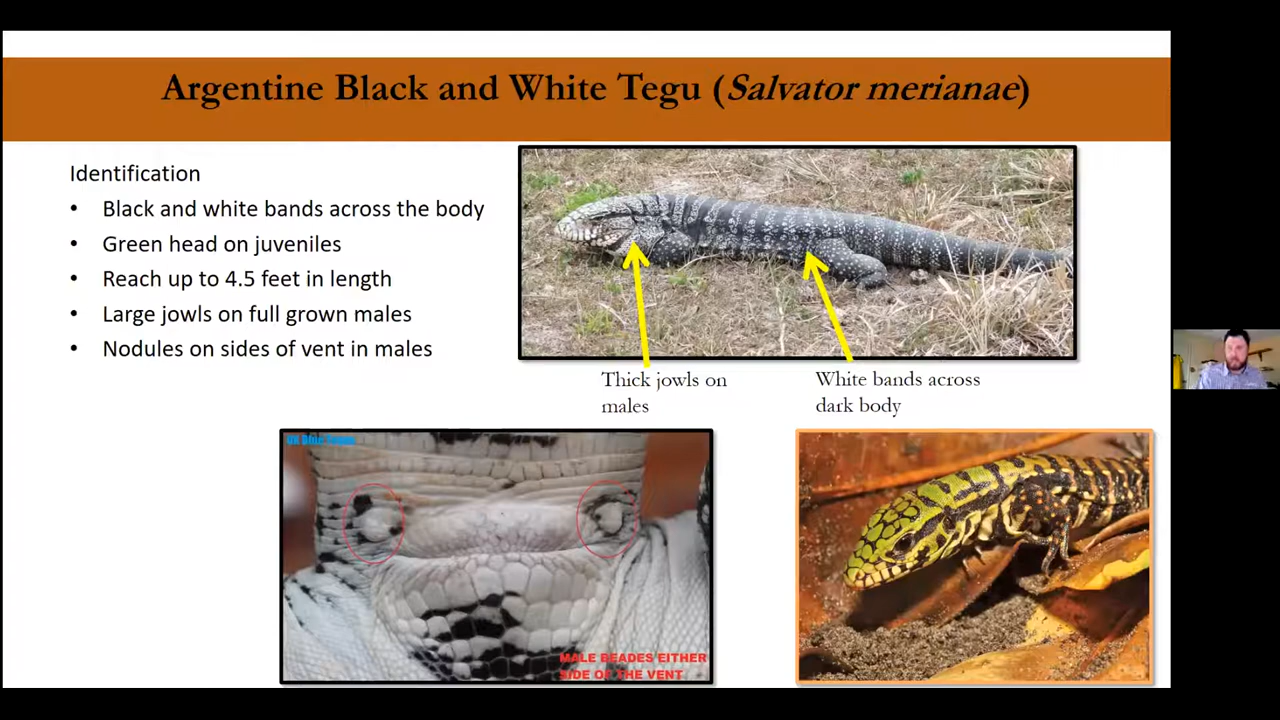 Argentine Black and White Tegu (Salvator merianae)
Identification
• Black and white bands across the body
• Green head on juveniles
• Reach up to 4.5 feet in length
• Large jowls on full grown males
• Nodules on sides of vent in males
Thick jowls on
males
White bands across
dark body
MALE BEADES EITHER
SIDE OF THE VENT